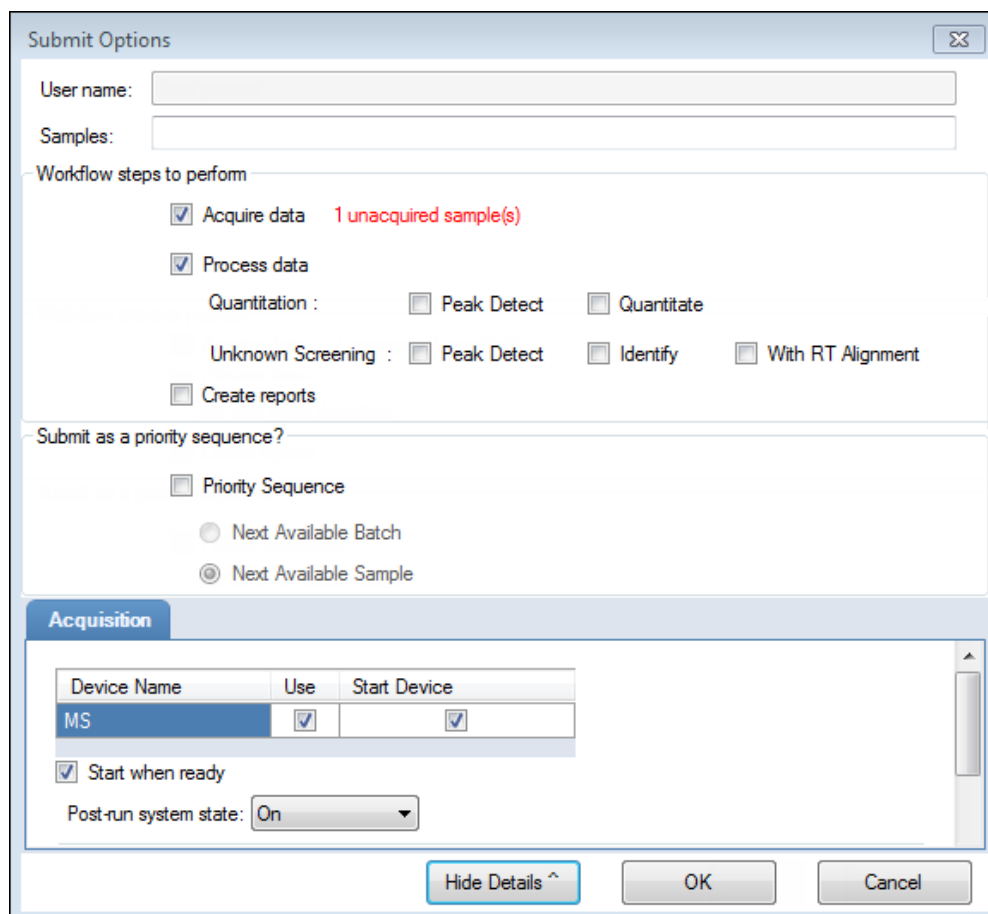 Submit Options
User name:
Samples:
Workflow steps to perform
Acquire data 1 unacquired sample(s)
Process data
Quantitation : Peak Detect Quantitate
Unknown Screening : Peak Detect Identify With RT Alignment
Create reports
Submit as a priority sequence?
Priority Sequence
Next Available Batch
Next Available Sample
Acquisition
Device Name Use Start Device
MS
Start when ready
Post-run system state: On
Hide Details ^ OK Cancel